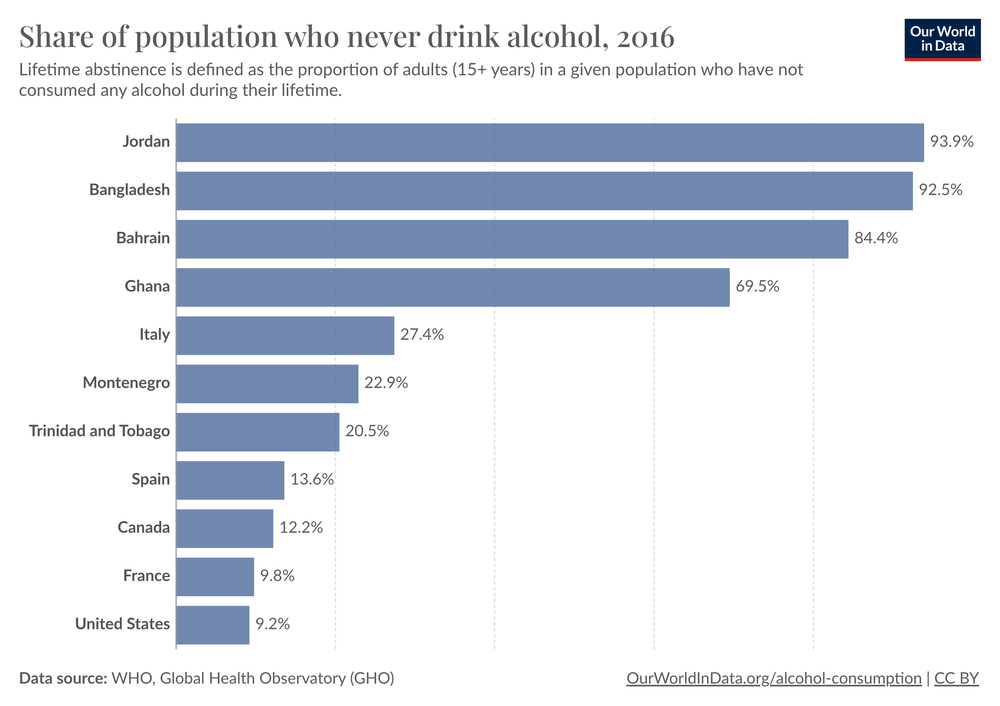 Share of population who never drink alcohol, 2016
Our World
in Data
Lifetime abstinence is defined as the proportion of adults (15+ years) in a given population who have not
consumed any alcohol during their lifetime.
Jordan 93.9%
Bangladesh 92.5%
Bahrain 84.4%
Ghana 69.5%
Italy 27.4%
Montenegro 22.9%
Trinidad and Tobago 20.5%
Spain 13.6%
Canada 12.2%
France 9.8%
United States 9.2%
Data source: WHO, Global Health Observatory (GHO)
OurWorldInData.org/alcohol-consumption | CC BY